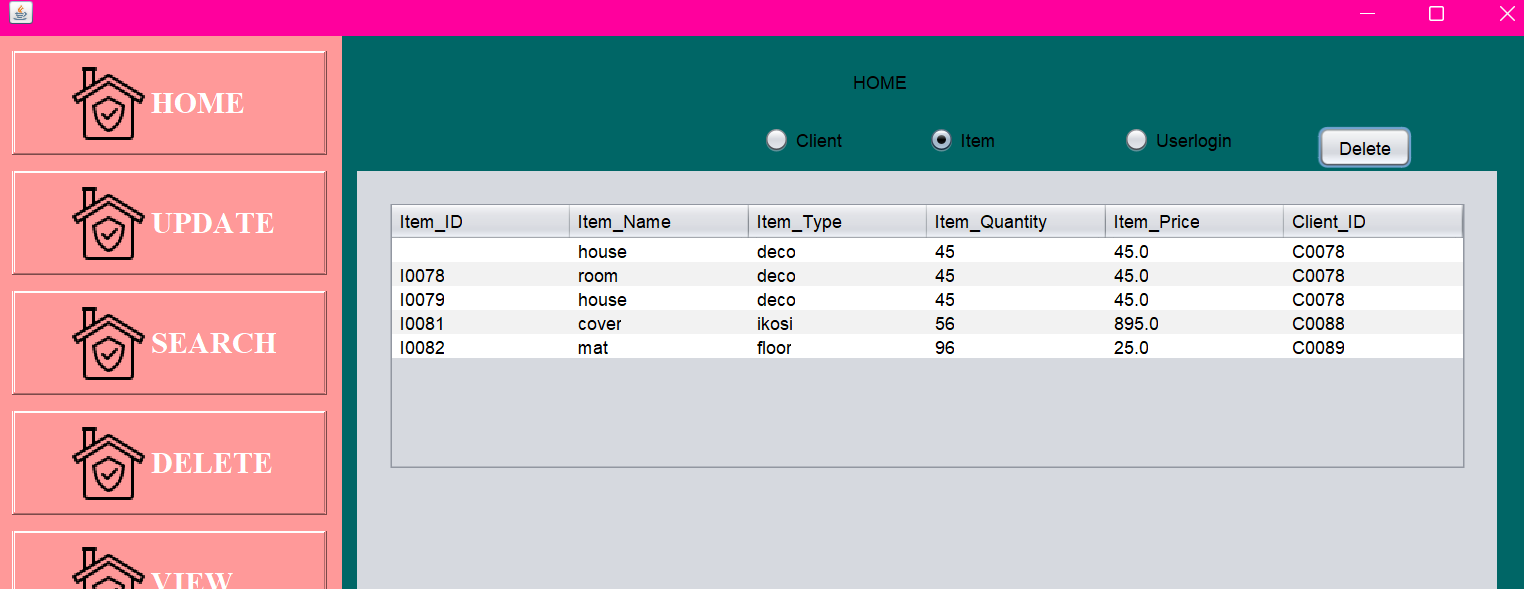 HOME
UPDATE
SEARCH
DELETE
VIEW
HOME
Client Item Userlogin Delete
Item_ID Item_Name Item_Type Item_Quantity Item_Price Client_ID
house deco 45 45.0 C0078
I0078 room deco 45 45.0 C0078
I0079 house deco 45 45.0 C0078
I0081 cover ikosi 56 895.0 C0088
I0082 mat floor 96 25.0 C0089